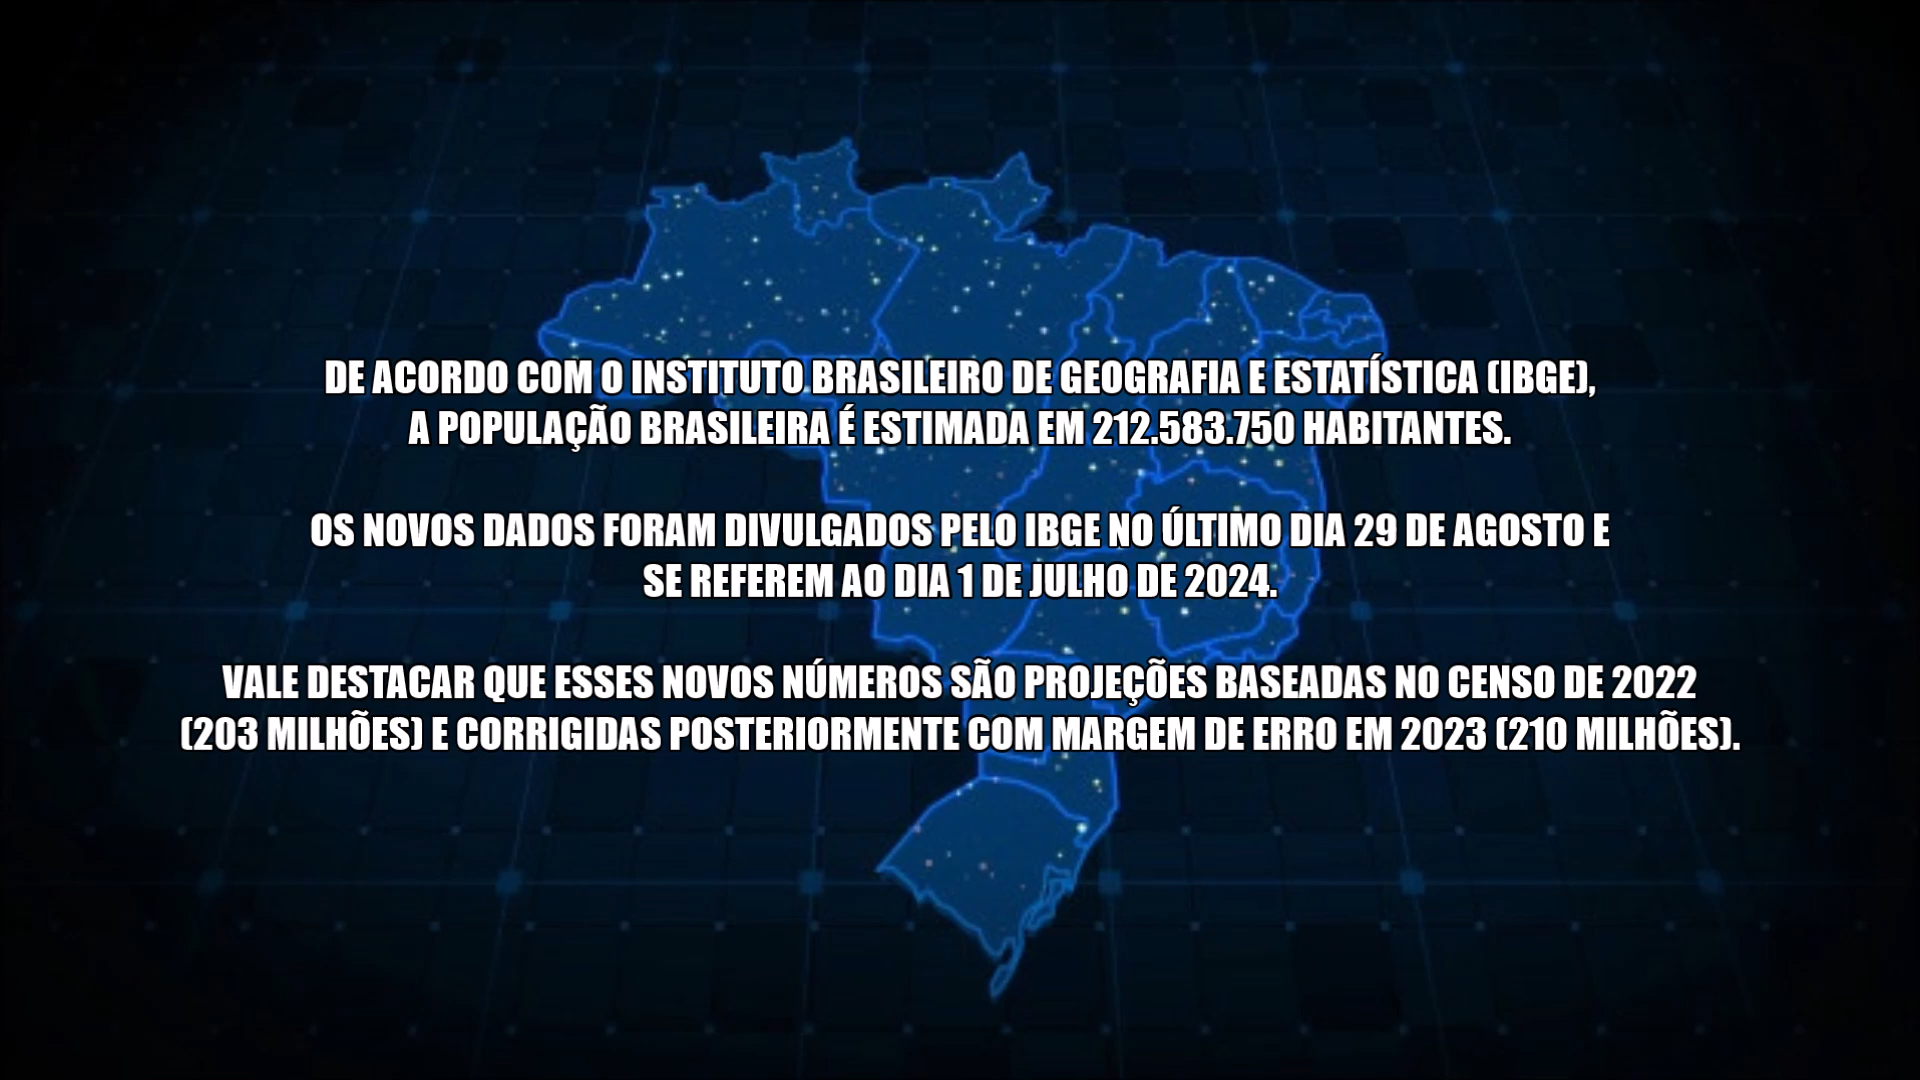 DE ACORDO COM O INSTITUTO BRASILEIRO DE GEOGRAFIA E ESTATÍSTICA (IBGE),
A POPULAÇÃO BRASILEIRA É ESTIMADA EM 212.583.750 HABITANTES.
OS NOVOS DADOS FORAM DIVULGADOS PELO IBGE NO ÚLTIMO DIA 29 DE AGOSTO E
SE REFEREM AO DIA 1 DE JULHO DE 2024.
VALE DESTACAR QUE ESSES NOVOS NÚMEROS SÃO PROJEÇÕES BASEADAS NO CENSO DE 2022
(203 MILHÕES) E CORRIGIDAS POSTERIORMENTE COM MARGEM DE ERRO EM 2023 (210 MILHÕES).